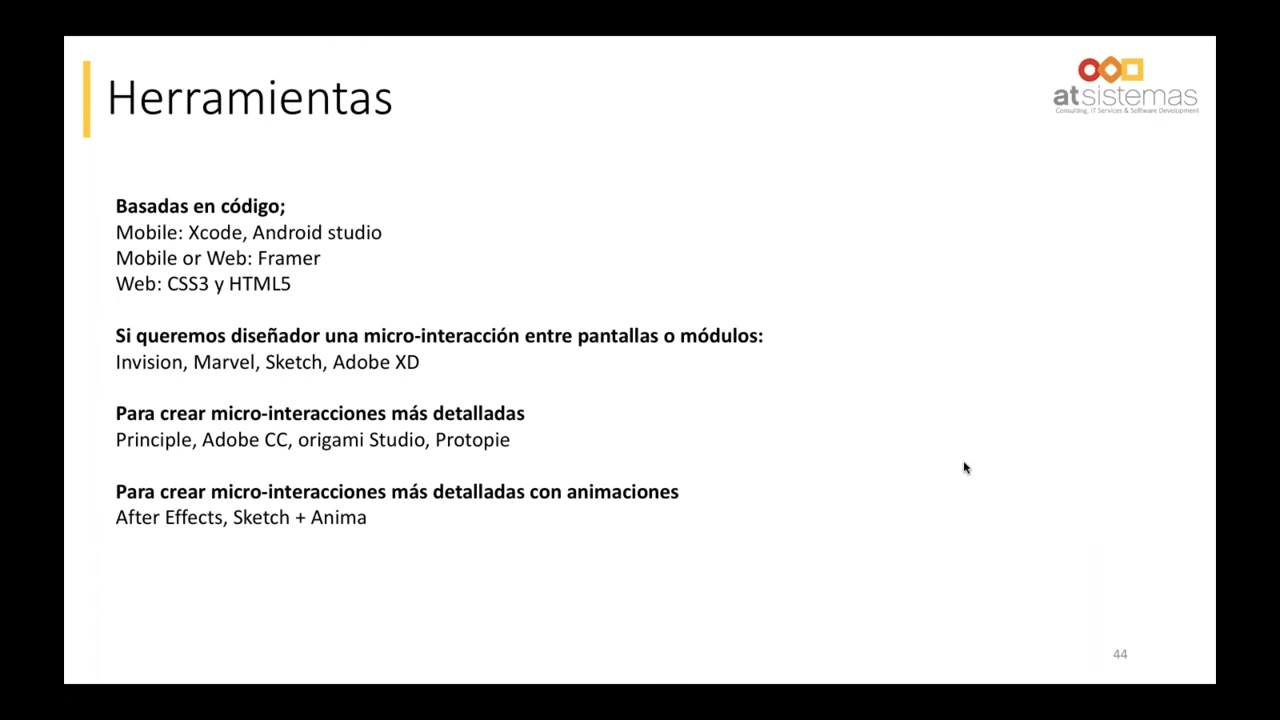 Herramientas
atsistemas
Consulting, IT Services & Software Development
Basadas en código;
Mobile: Xcode, Android studio
Mobile or Web: Framer
Web: CSS3 y HTML5
Si queremos diseñador una micro-interacción entre pantallas o módulos:
Invision, Marvel, Sketch, Adobe XD
Para crear micro-interacciones más detalladas
Principle, Adobe CC, origami Studio, Protopie
Para crear micro-interacciones más detalladas con animaciones
After Effects, Sketch + Anima
44